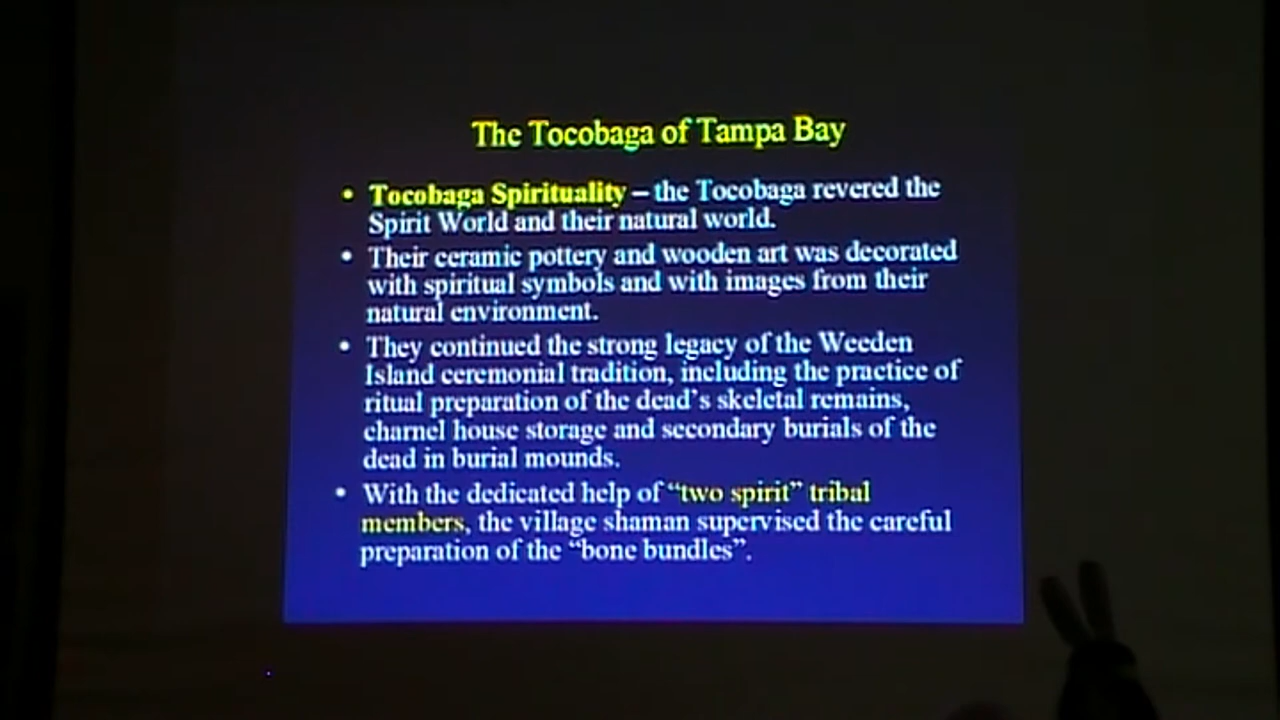 The Tocobaga of Tampa Bay
• Tocobaga Spirituality – the Tocobaga revered the
Spirit World and their natural world.
• Their ceramic pottery and wooden art was decorated
with spiritual symbols and with images from their
natural environment.
• They continued the strong legacy of the Weeden
Island ceremonial tradition, including the practice of
ritual preparation of the dead's skeletal remains,
charnel house storage and secondary burials of the
dead in burial mounds.
• With the dedicated help of “two spirit” tribal
members, the village shaman supervised the careful
preparation of the “bone bundles”.